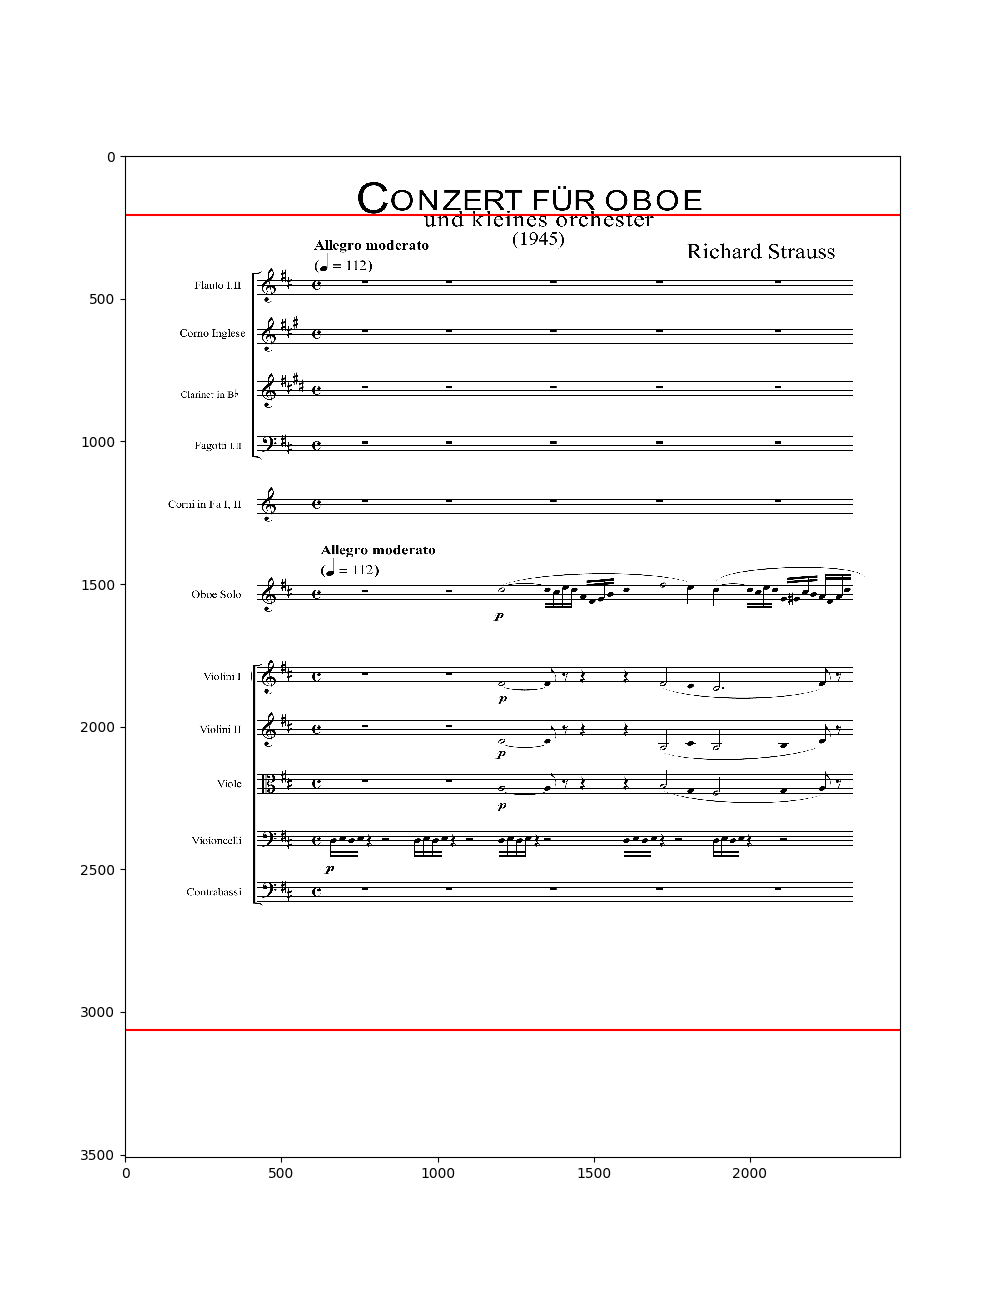 0
500
1000
1500
2000
2500
3000
3500
0 500 1000 1500 2000
CONZERT FÜR OBOE
und kleines orchester
(1945)
Richard Strauss
Allegro moderato
(♩ = 112)
Flauto I.II
Corno Inglese
Clarinet in B♭
Fagotti I.II
Corni in Fa I, II
Allegro moderato
(♩ = 112)
Oboe Solo
p
Violini I
p
Violini II
p
Viole
p
Violoncelli
p
Contrabassi